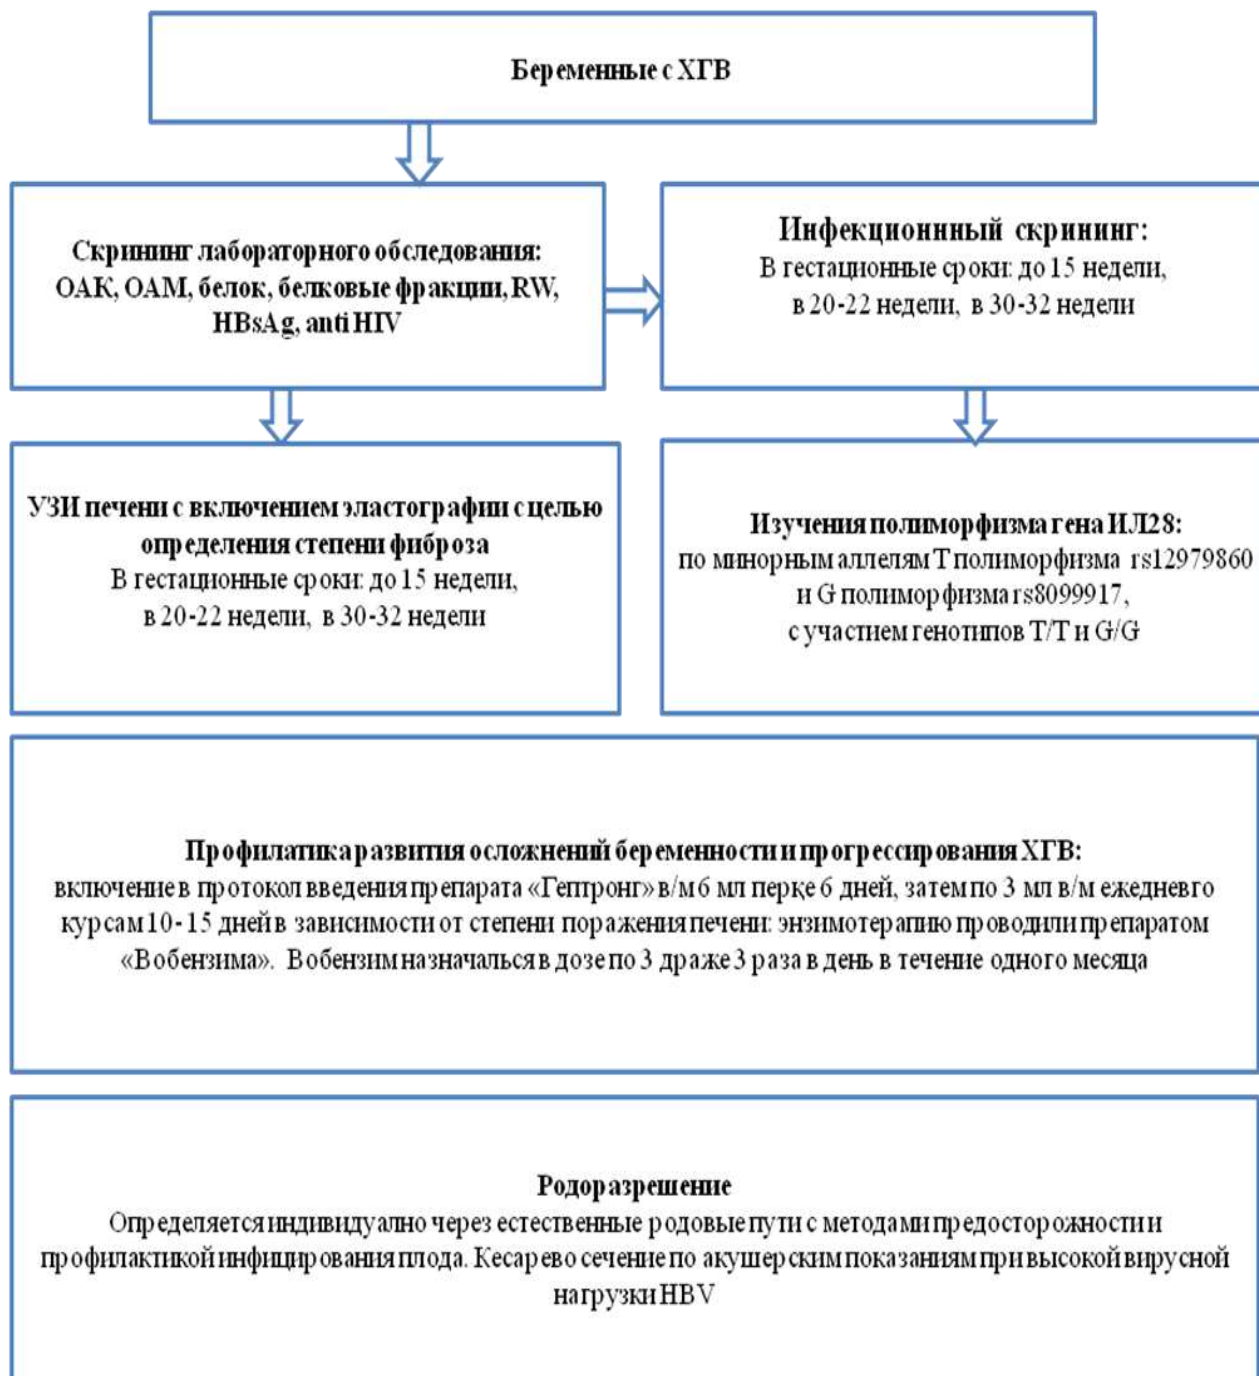 Беременные с ХГВ
Скрининг лабораторного обследования:
ОАК, ОАМ, белок, белковые фракции, RW,
HBsAg, anti HIV
Инфекционнный скрининг:
В гестационные сроки: до 15 недели,
в 20-22 недели, в 30-32 недели
УЗИ печени с включением эластографии с целью
определения степени фиброза
В гестационные сроки: до 15 недели,
в 20-22 недели, в 30-32 недели
Изучения полиморфизма гена ИЛ28:
по минорным аллелям Т полиморфизма rs12979860
и G полиморфизма rs8099917,
с участием генотипов Т/Т и G/G
Профилатика развития осложнений беременности и прогрессирования ХГВ:
включение в протокол введения препарата «Гептронг» в/м 6 мл перке 6 дней, затем по 3 мл в/м ежедневго
курсам 10-15 дней в зависимости от степени поражения печени: энзимотерапию проводили препаратом
«Вобензима». Вобензим назначалься в дозе по 3 драже 3 раза в день в течение одного месяца
Родоразрешение
Определяется индивидуално через естественные родовые пути с методами предосторожности и
профилактикой инфицирования плода. Кесарево сечение по акушерским показаниям при высокой вирусной
нагрузки HBV